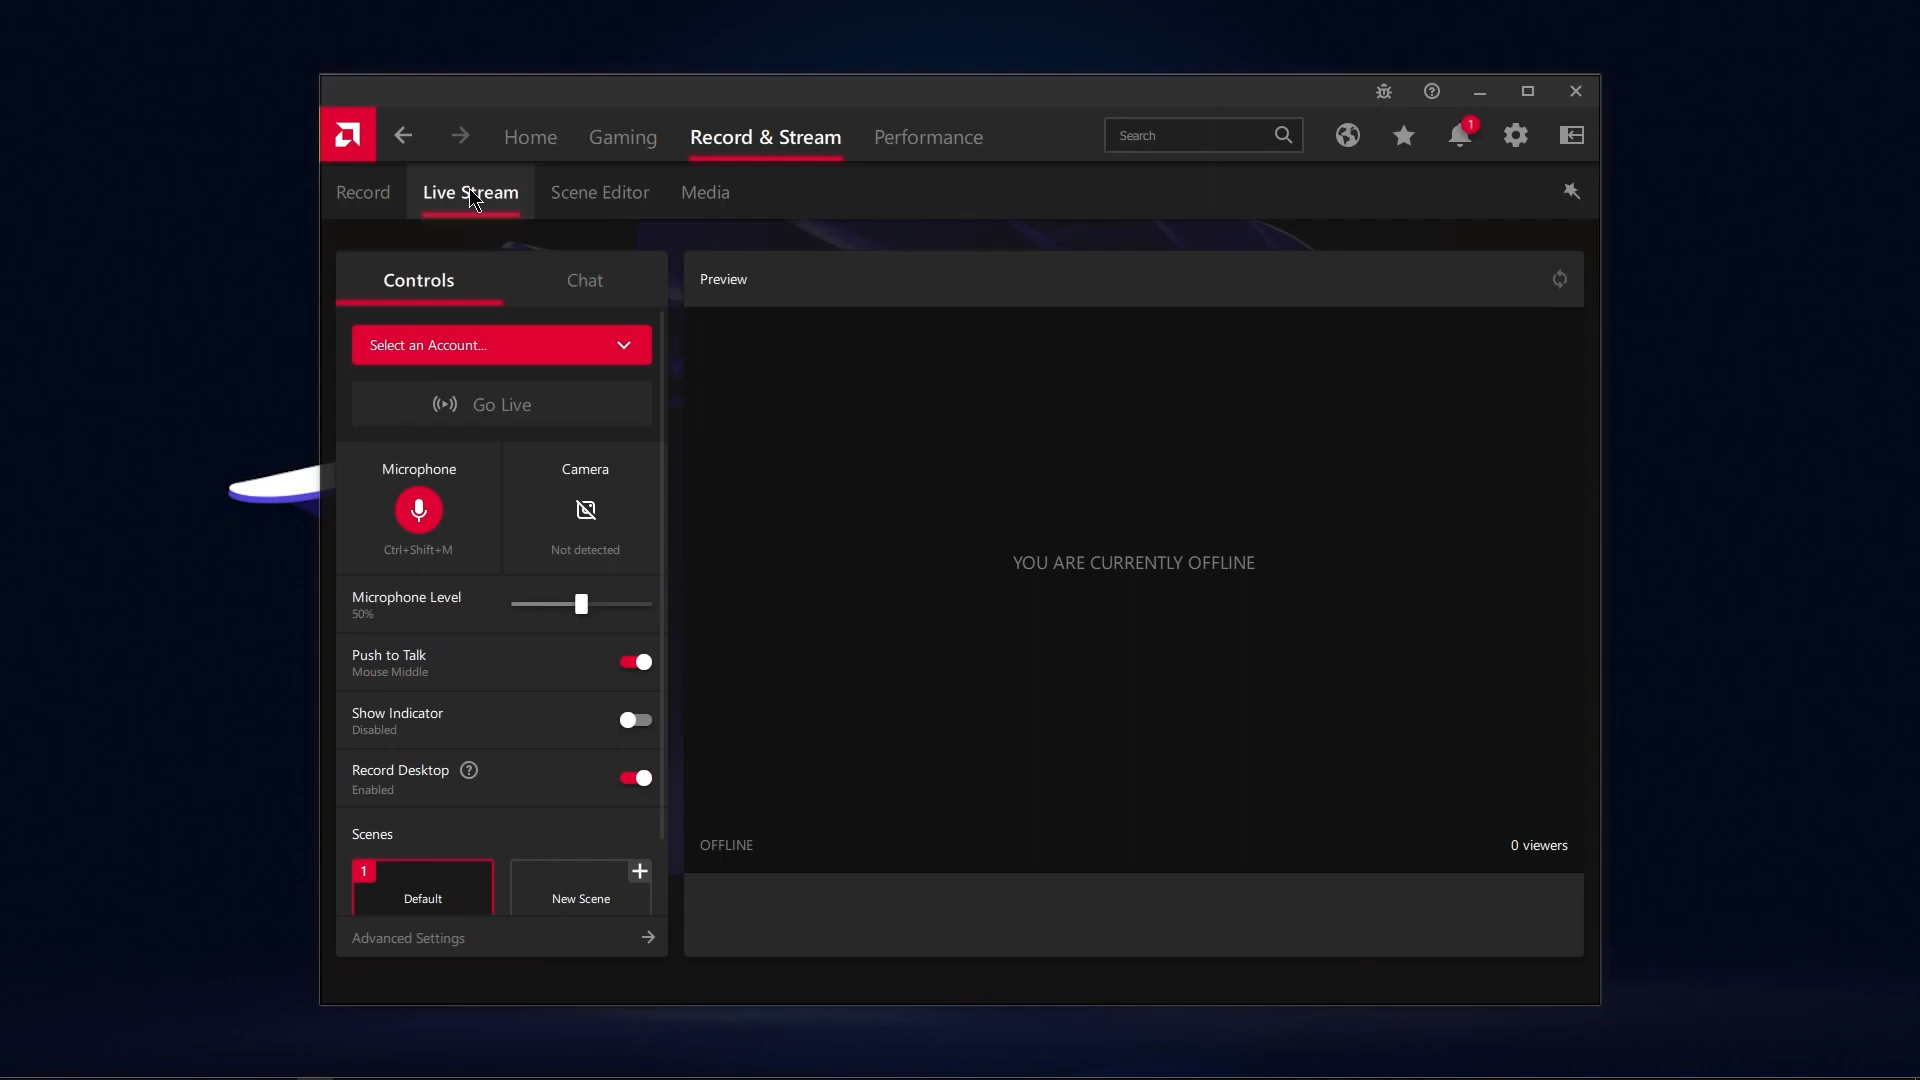 Home Gaming Record & Stream Performance Search 1
Record Live Stream Scene Editor Media
Controls Chat
Select an Account...
Go Live
Microphone Camera
Ctrl+Shift+M Not detected
Microphone Level
50%
Push to Talk
Mouse Middle
Show Indicator
Disabled
Record Desktop ?
Enabled
Scenes
1
Default
New Scene
Advanced Settings
Preview
YOU ARE CURRENTLY OFFLINE
OFFLINE 0 viewers